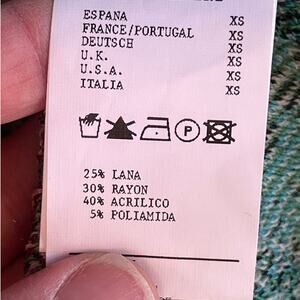 ESPANA XS
FRANCE/PORTUGAL XS
DEUTSCH XS
U.K. XS
U.S.A. XS
ITALIA XS
P
25% LANA
30% RAYON
40% ACRILICO
5% POLIAMIDA